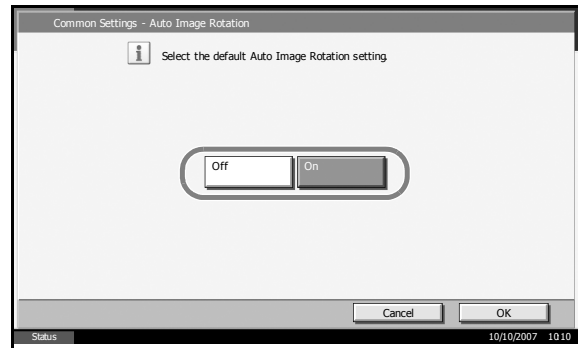 Common Settings - Auto Image Rotation
Select the default Auto Image Rotation setting.
Off
On
Cancel
OK
Status
10/10/2007 10:10